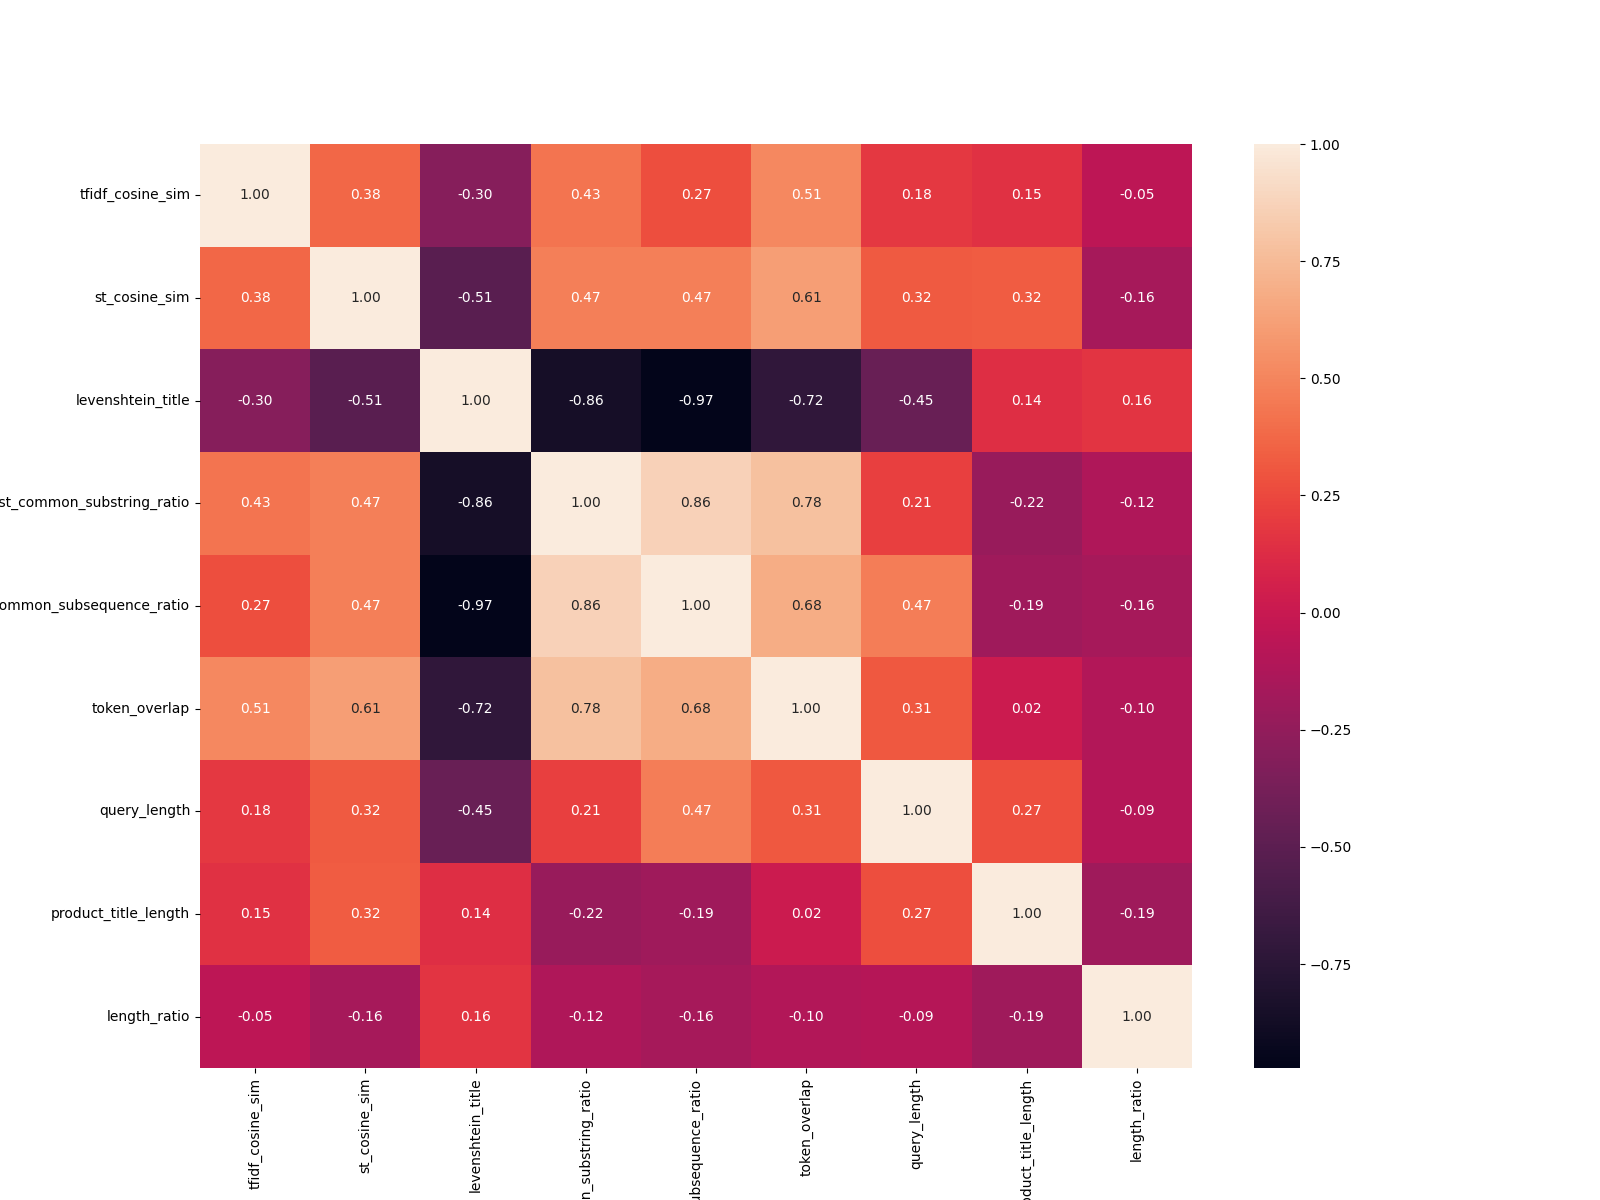 tfidf_cosine_sim 1.00 0.38 -0.30 0.43 0.27 0.51 0.18 0.15 -0.05
st_cosine_sim 0.38 1.00 -0.51 0.47 0.47 0.61 0.32 0.32 -0.16
levenshtein_title -0.30 -0.51 1.00 -0.86 -0.97 -0.72 -0.45 0.14 0.16
st_common_substring_ratio 0.43 0.47 -0.86 1.00 0.86 0.78 0.21 -0.22 -0.12
ommon_subsequence_ratio 0.27 0.47 -0.97 0.86 1.00 0.68 0.47 -0.19 -0.16
token_overlap 0.51 0.61 -0.72 0.78 0.68 1.00 0.31 0.02 -0.10
query_length 0.18 0.32 -0.45 0.21 0.47 0.31 1.00 0.27 -0.09
product_title_length 0.15 0.32 0.14 -0.22 -0.19 0.02 0.27 1.00 -0.19
length_ratio -0.05 -0.16 0.16 -0.12 -0.16 -0.10 -0.09 -0.19 1.00
tfidf_cosine_sim
st_cosine_sim
levenshtein_title
n_substring_ratio
ubsequence_ratio
token_overlap
query_length
oduct_title_length
length_ratio
1.00
0.75
0.50
0.25
0.00
−0.25
−0.50
−0.75